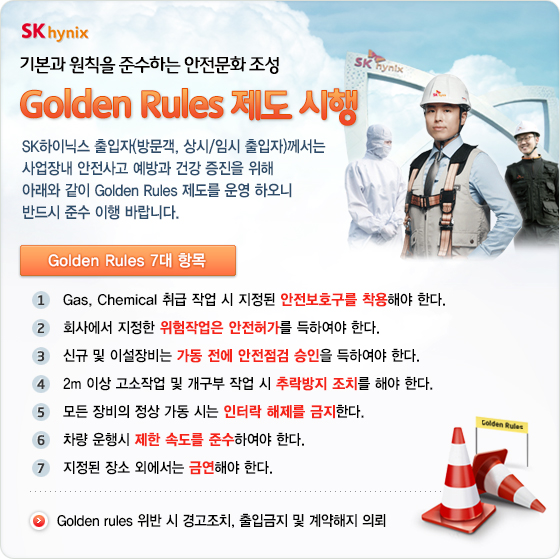 SK hynix
기본과 원칙을 준수하는 안전문화 조성
Golden Rules 제도 시행
SK하이닉스 출입자(방문객, 상시/임시 출입자)께서는
사업장내 안전사고 예방과 건강 증진을 위해
아래와 같이 Golden Rules 제도를 운영 하오니
반드시 준수 이행 바랍니다.
SK hynix
Golden Rules 7대 항목
1 Gas, Chemical 취급 작업 시 지정된 안전보호구를 착용해야 한다.
2 회사에서 지정한 위험작업은 안전허가를 득하여야 한다.
3 신규 및 이설장비는 가동 전에 안전점검 승인을 득하여야 한다.
4 2m 이상 고소작업 및 개구부 작업 시 추락방지 조치를 해야 한다.
5 모든 장비의 정상 가동 시는 인터락 해제를 금지한다.
6 차량 운행시 제한 속도를 준수하여야 한다.
7 지정된 장소 외에서는 금연해야 한다.
Golden Rules
Golden rules 위반 시 경고조치, 출입금지 및 계약해지 의뢰